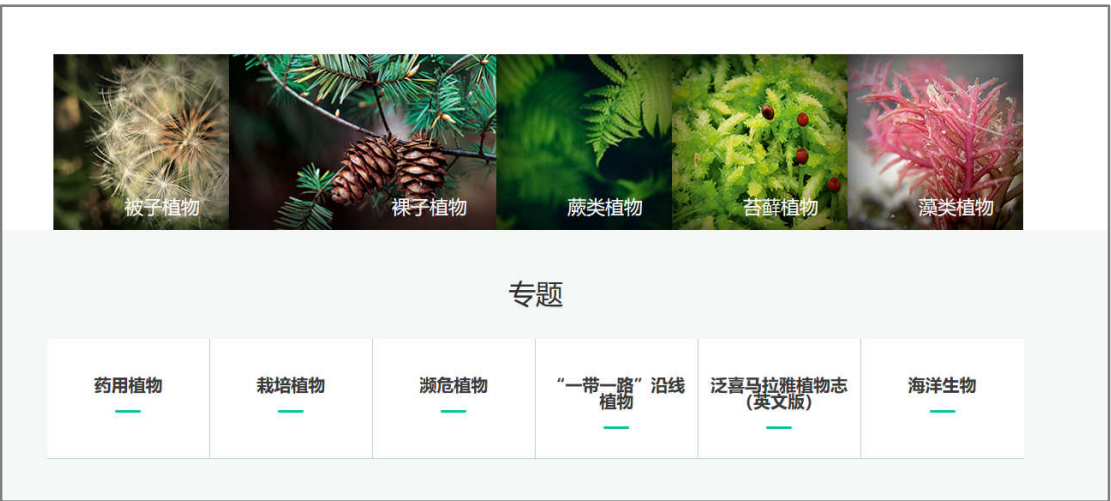 被子植物
裸子植物
蕨类植物
苔藓植物
藻类植物
专题
药用植物
栽培植物
濒危植物
“一带一路”沿线
植物
泛喜马拉雅植物志
（英文版）
海洋生物